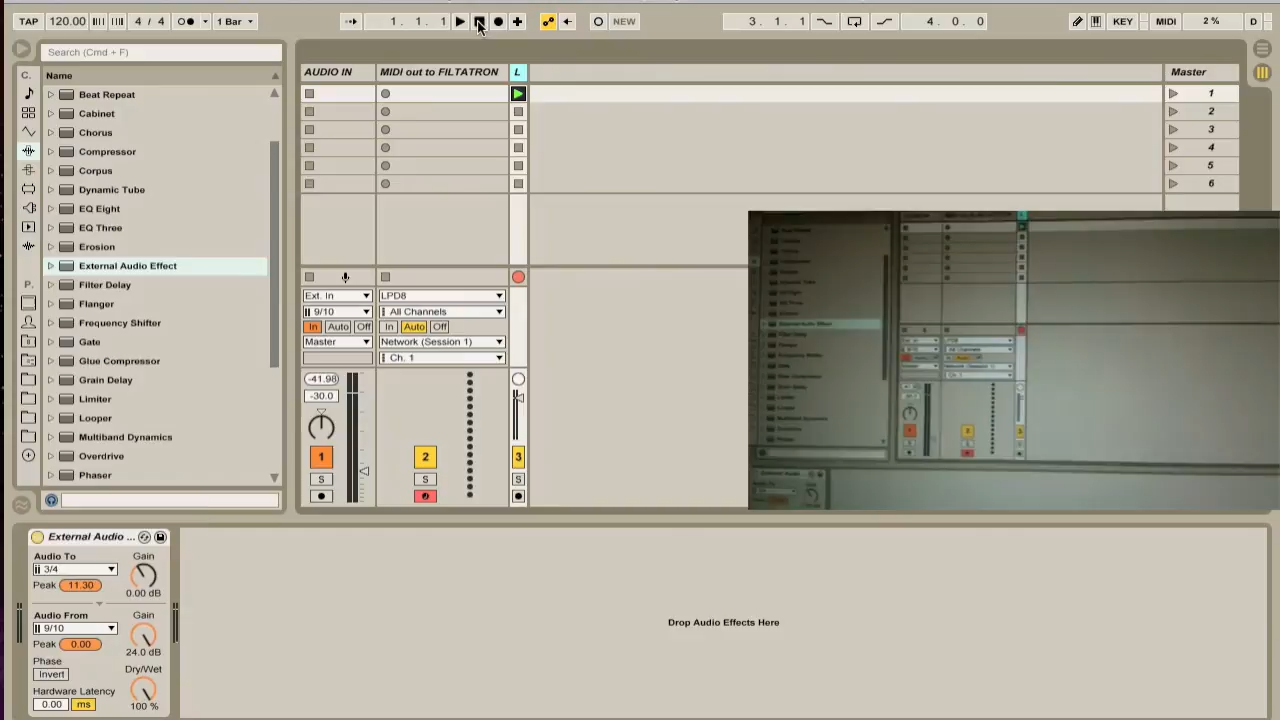 TAP 120.00 4 / 4 1 Bar 1. 1. 1 NEW 3. 1. 1 4. 0. 0 KEY MIDI 2 % D
Search (Cmd + F)
C. Name
Beat Repeat
Cabinet
Chorus
Compressor
Corpus
Dynamic Tube
EQ Eight
EQ Three
Erosion
External Audio Effect
Filter Delay
Flanger
Frequency Shifter
Gate
Glue Compressor
Grain Delay
Limiter
Looper
Multiband Dynamics
Overdrive
Phaser
P.
AUDIO IN MIDI out to FILTATRON L Master
1
2
3
4
5
6
Ext. In LPD8
9/10 All Channels
In Auto Off In Auto Off
Master Network (Session 1)
Ch. 1
-41.98
-30.0
1 2 3
S S S
External Audio ...
Audio To Gain
3/4
Peak 11.30 0.00 dB
Audio From Gain
9/10
Peak 0.00 24.0 dB
Phase
Invert Dry/Wet
Hardware Latency
0.00 ms 100 %
Drop Audio Effects Here